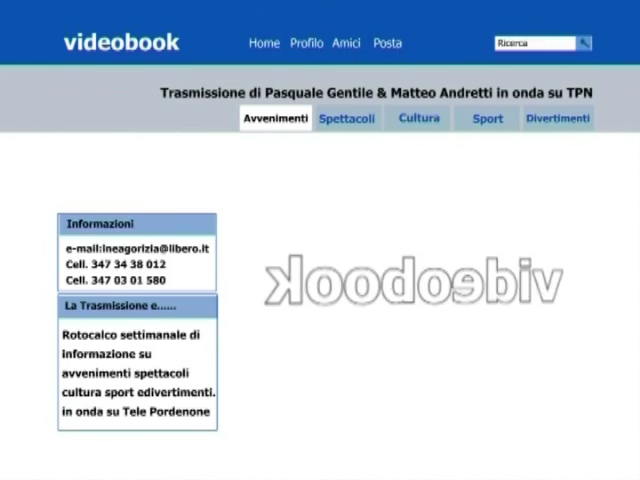 videobook
Home Profilo Amici Posta
Ricerca
Trasmissione di Pasquale Gentile & Matteo Andretti in onda su TPN
Avvenimenti Spettacoli Cultura Sport Divertimenti
Informazioni
e-mail:lneagorizia@libero.it
Cell. 347 34 38 012
Cell. 347 03 01 580
La Trasmissione e......
Rotocalco settimanale di
informazione su
avvenimenti spettacoli
cultura sport edivertimenti.
in onda su Tele Pordenone
videobook